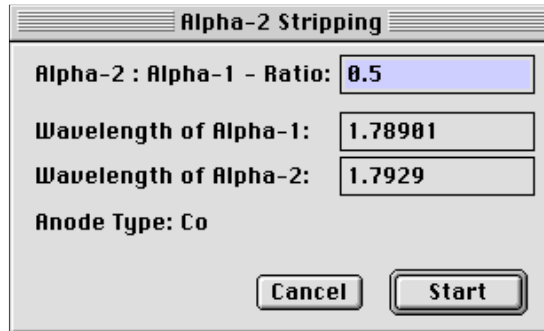 Alpha-2 Stripping
Alpha-2 : Alpha-1 - Ratio: 0.5
Wavelength of Alpha-1: 1.78901
Wavelength of Alpha-2: 1.7929
Anode Type: Co
Cancel Start